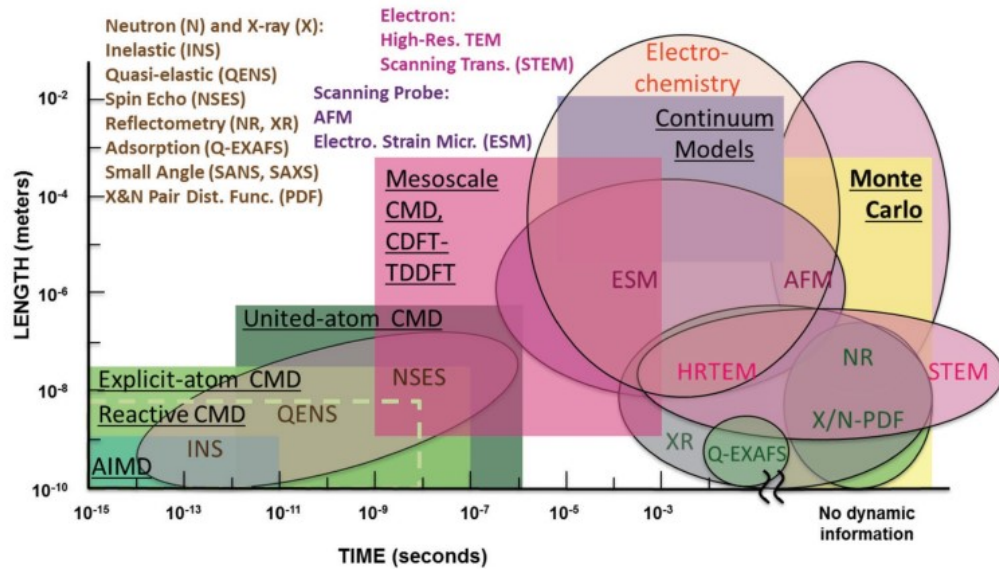 Neutron (N) and X-ray (X):
Inelastic (INS)
Quasi-elastic (QENS)
Spin Echo (NSES)
Reflectometry (NR, XR)
Adsorption (Q-EXAFS)
Small Angle (SANS, SAXS)
X&N Pair Dist. Func. (PDF)
Electron:
High-Res. TEM
Scanning Trans. (STEM)
Scanning Probe:
AFM
Electro. Strain Micr. (ESM)
Electro-
chemistry
Continuum
Models
Mesoscale
CMD,
CDFT-
TDDFT
Monte
Carlo
ESM
AFM
United-atom CMD
NSES
HRTEM
NR
STEM
Explicit-atom CMD
Reactive CMD
QENS
X/N-PDF
AIMD
INS
XR
Q-EXAFS
LENGTH (meters)
10⁻²
10⁻⁴
10⁻⁶
10⁻⁸
10⁻¹⁰
10⁻¹⁵
10⁻¹³
10⁻¹¹
10⁻⁹
10⁻⁷
10⁻⁵
10⁻³
No dynamic
information
TIME (seconds)